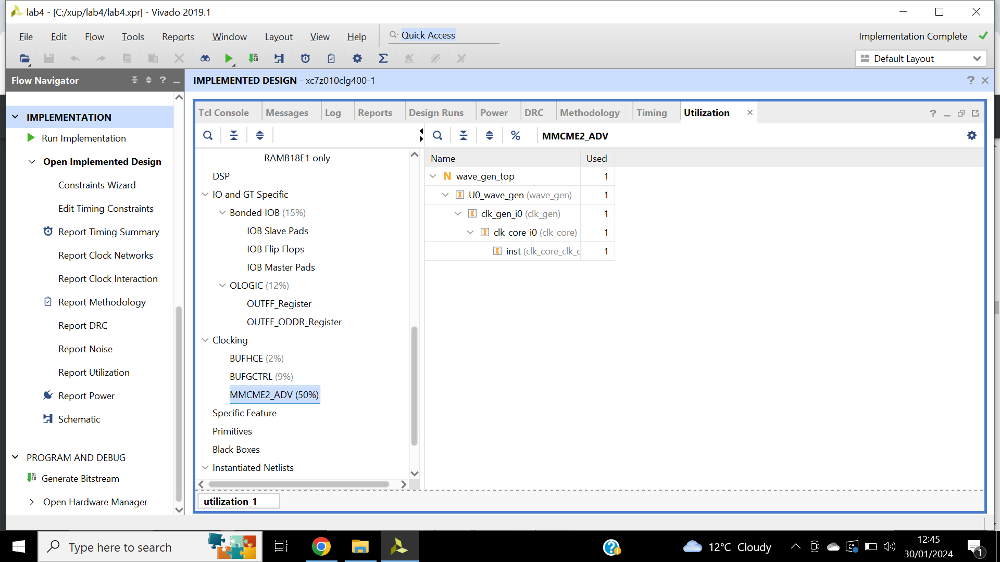 lab4 - [C:/xup/lab4/lab4.xpr] - Vivado 2019.1
File Edit Flow Tools Reports Window Layout View Help Quick Access Implementation Complete
Default Layout
Flow Navigator ? _
IMPLEMENTED DESIGN - xc7z010clg400-1 ?
IMPLEMENTATION
Run Implementation
Open Implemented Design
Constraints Wizard
Edit Timing Constraints
Report Timing Summary
Report Clock Networks
Report Clock Interaction
Report Methodology
Report DRC
Report Noise
Report Utilization
Report Power
Schematic
PROGRAM AND DEBUG
Generate Bitstream
Open Hardware Manager
Tcl Console Messages Log Reports Design Runs Power DRC Methodology Timing Utilization ? _
% MMCME2_ADV
RAMB18E1 only
DSP
IO and GT Specific
Bonded IOB (15%)
IOB Slave Pads
IOB Flip Flops
IOB Master Pads
OLOGIC (12%)
OUTFF_Register
OUTFF_ODDR_Register
Clocking
BUFHCE (2%)
BUFGCTRL (9%)
MMCME2_ADV (50%)
Specific Feature
Primitives
Black Boxes
Instantiated Netlists
Name Used
N wave_gen_top 1
I U0_wave_gen (wave_gen) 1
I clk_gen_i0 (clk_gen) 1
I clk_core_i0 (clk_core) 1
I inst (clk_core_clk_c 1
utilization_1
Type here to search
12°C Cloudy
12:45
30/01/2024
1